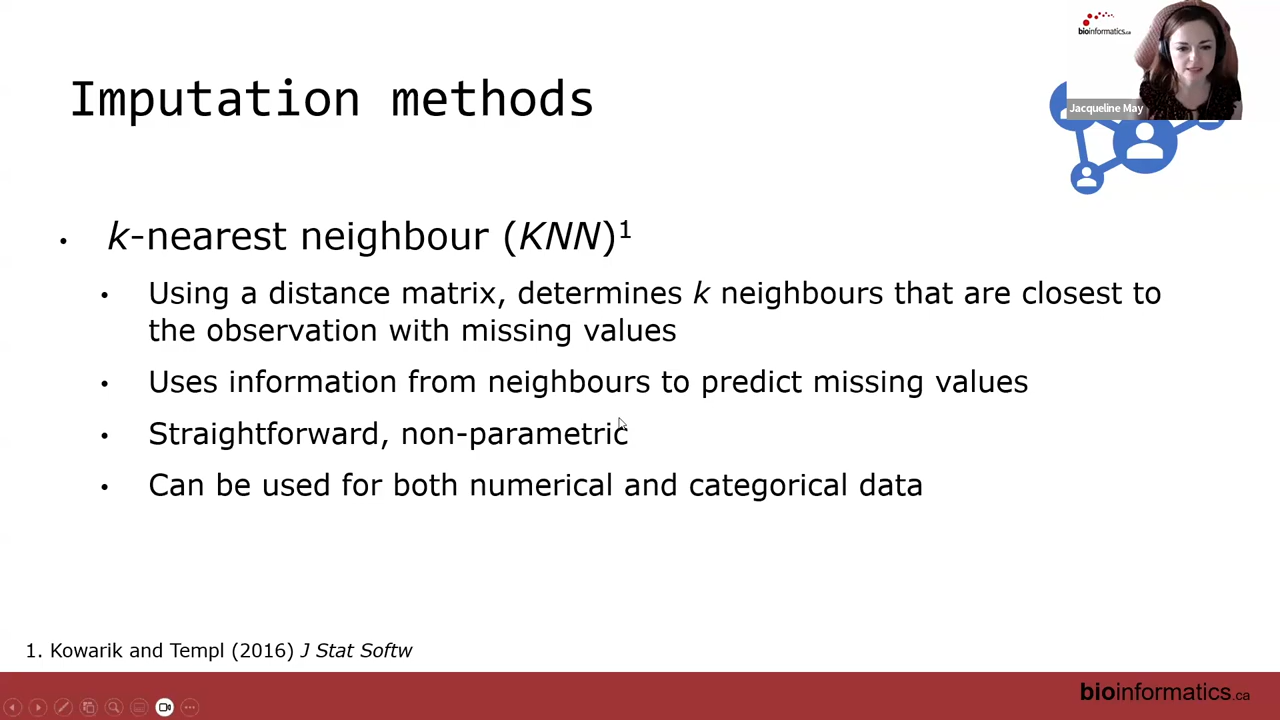 bioinformatics.ca
Jacqueline May
Imputation methods
• k-nearest neighbour (KNN)1
• Using a distance matrix, determines k neighbours that are closest to
the observation with missing values
• Uses information from neighbours to predict missing values
• Straightforward, non-parametric
• Can be used for both numerical and categorical data
1. Kowarik and Templ (2016) J Stat Softw
bioinformatics.ca